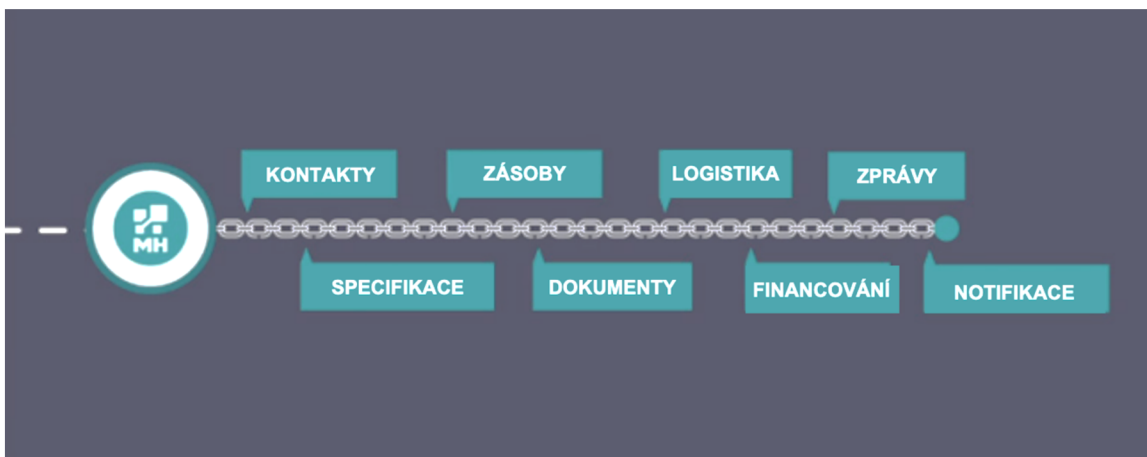 KONTAKTY
ZÁSOBY
LOGISTIKA
ZPRÁVY
MH
SPECIFIKACE
DOKUMENTY
FINANCOVÁNÍ
NOTIFIKACE